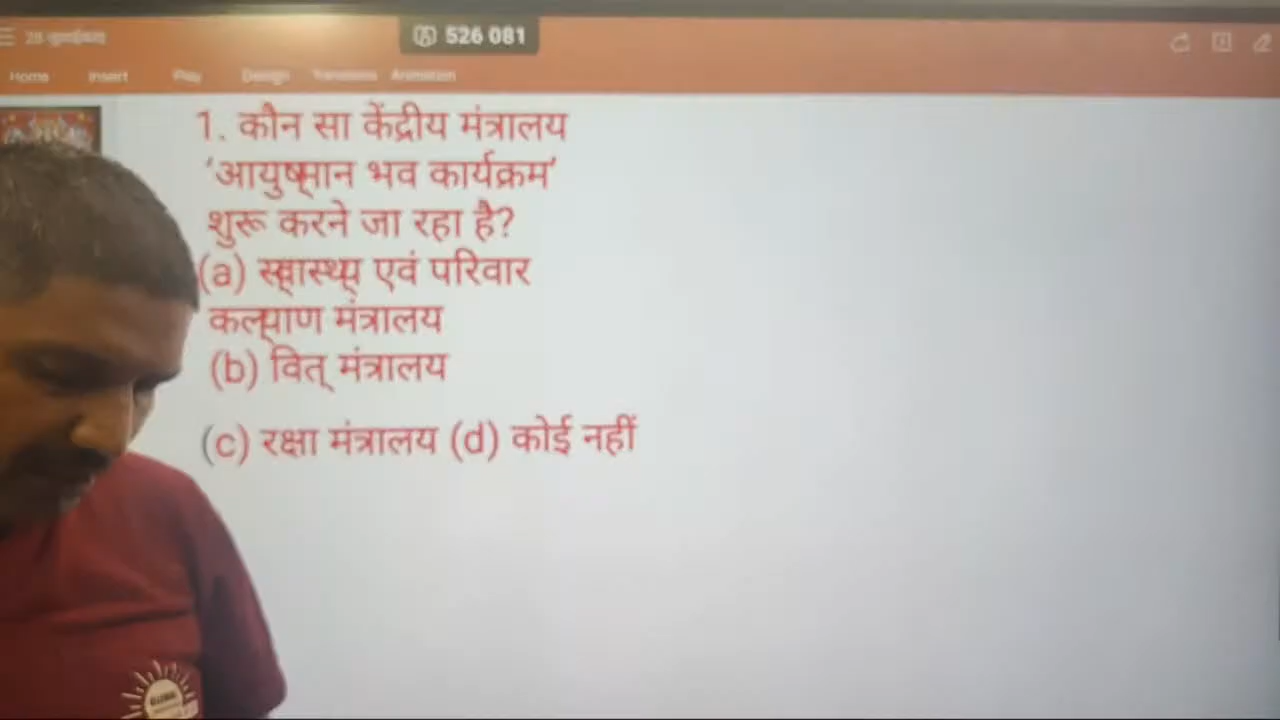 526 081
Home Insert Play Design Transitions Animation
1. कौन सा केंद्रीय मंत्रालय
‘आयुष्मान भव कार्यक्रम’
शुरू करने जा रहा है?
(a) स्वास्थ्य एवं परिवार
कल्याण मंत्रालय
(b) वित् मंत्रालय
(c) रक्षा मंत्रालय (d) कोई नहीं